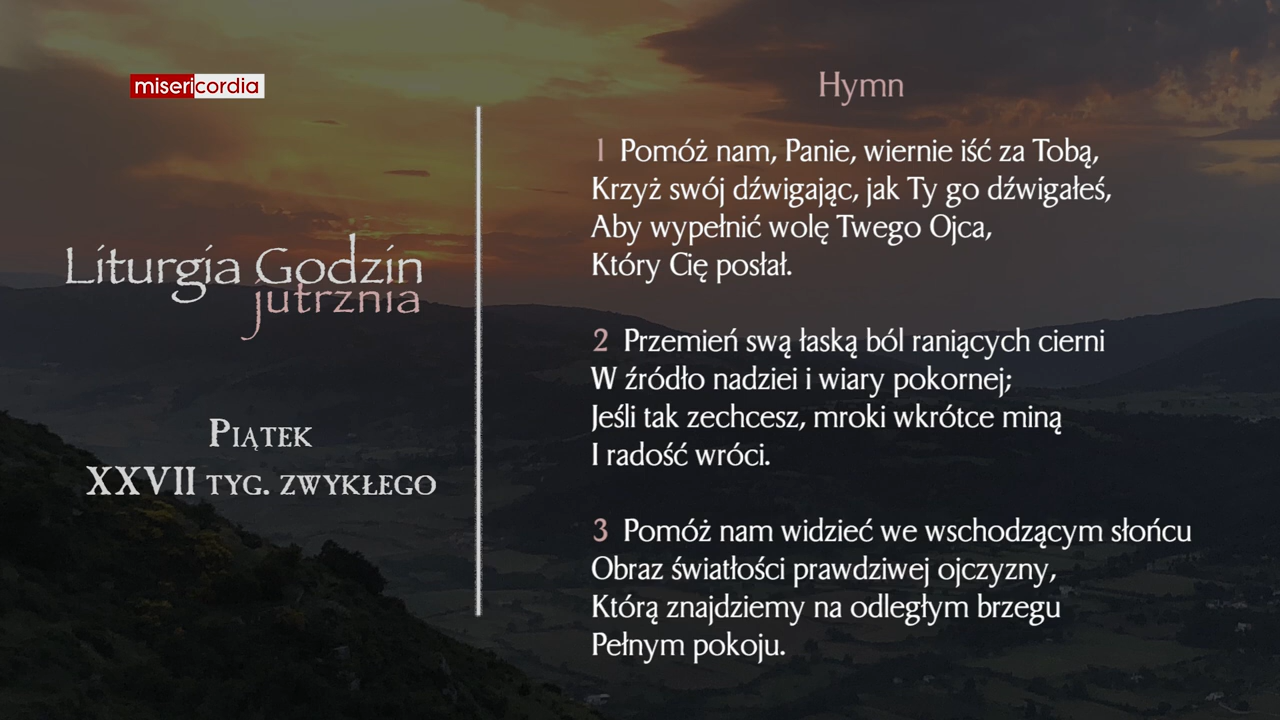 misericordia
Liturgia Godzin
jutrznia
Piątek
XXVII tyg. zwykłego
Hymn
1 Pomóż nam, Panie, wiernie iść za Tobą,
Krzyż swój dźwigając, jak Ty go dźwigałeś,
Aby wypełnić wolę Twego Ojca,
Który Cię posłał.
2 Przemień swą łaską ból raniących cierni
W źródło nadziei i wiary pokornej;
Jeśli tak zechcesz, mroki wkrótce miną
I radość wróci.
3 Pomóż nam widzieć we wschodzącym słońcu
Obraz światłości prawdziwej ojczyzny,
Którą znajdziemy na odległym brzegu
Pełnym pokoju.